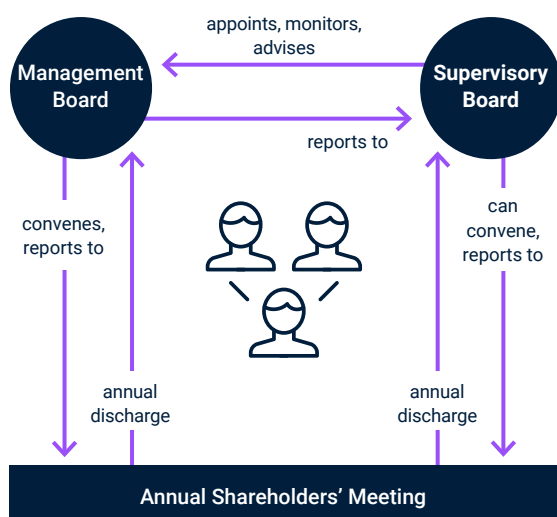 appoints, monitors,
advises
Management
Board
Supervisory
Board
reports to
convenes,
reports to
can
convene,
reports to
annual
discharge
annual
discharge
Annual Shareholders’ Meeting